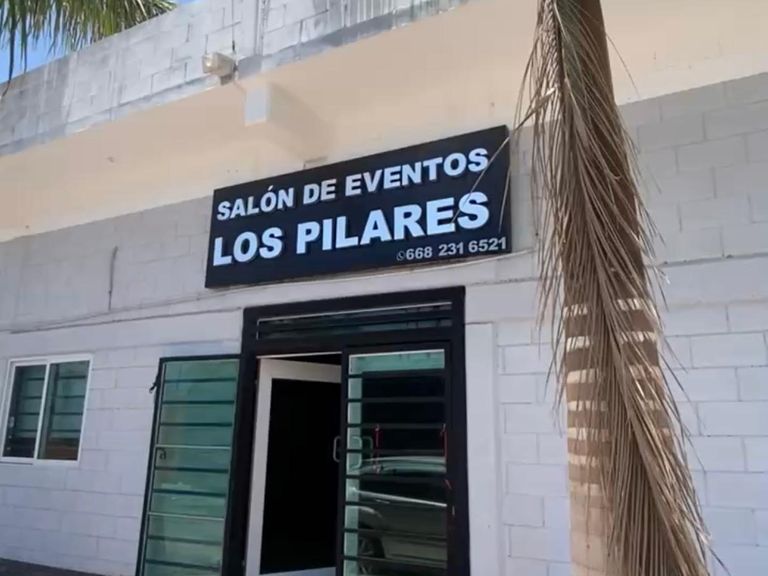 SALÓN DE EVENTOS
LOS PILARES
668 231 6521